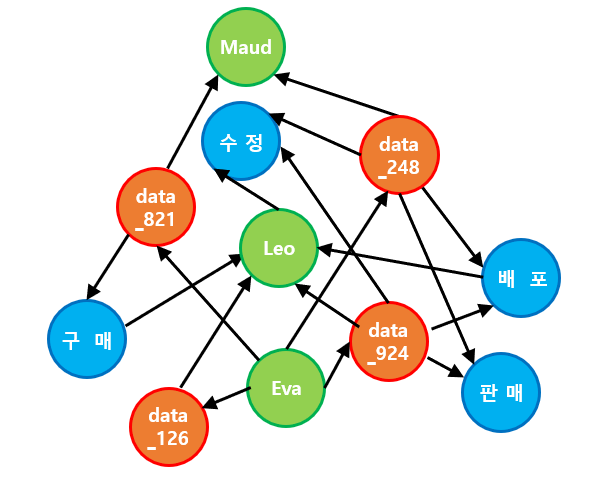 Maud
수 정
data
_248
data
_821
Leo
배 포
구 매
data
_924
Eva
판 매
data
_126